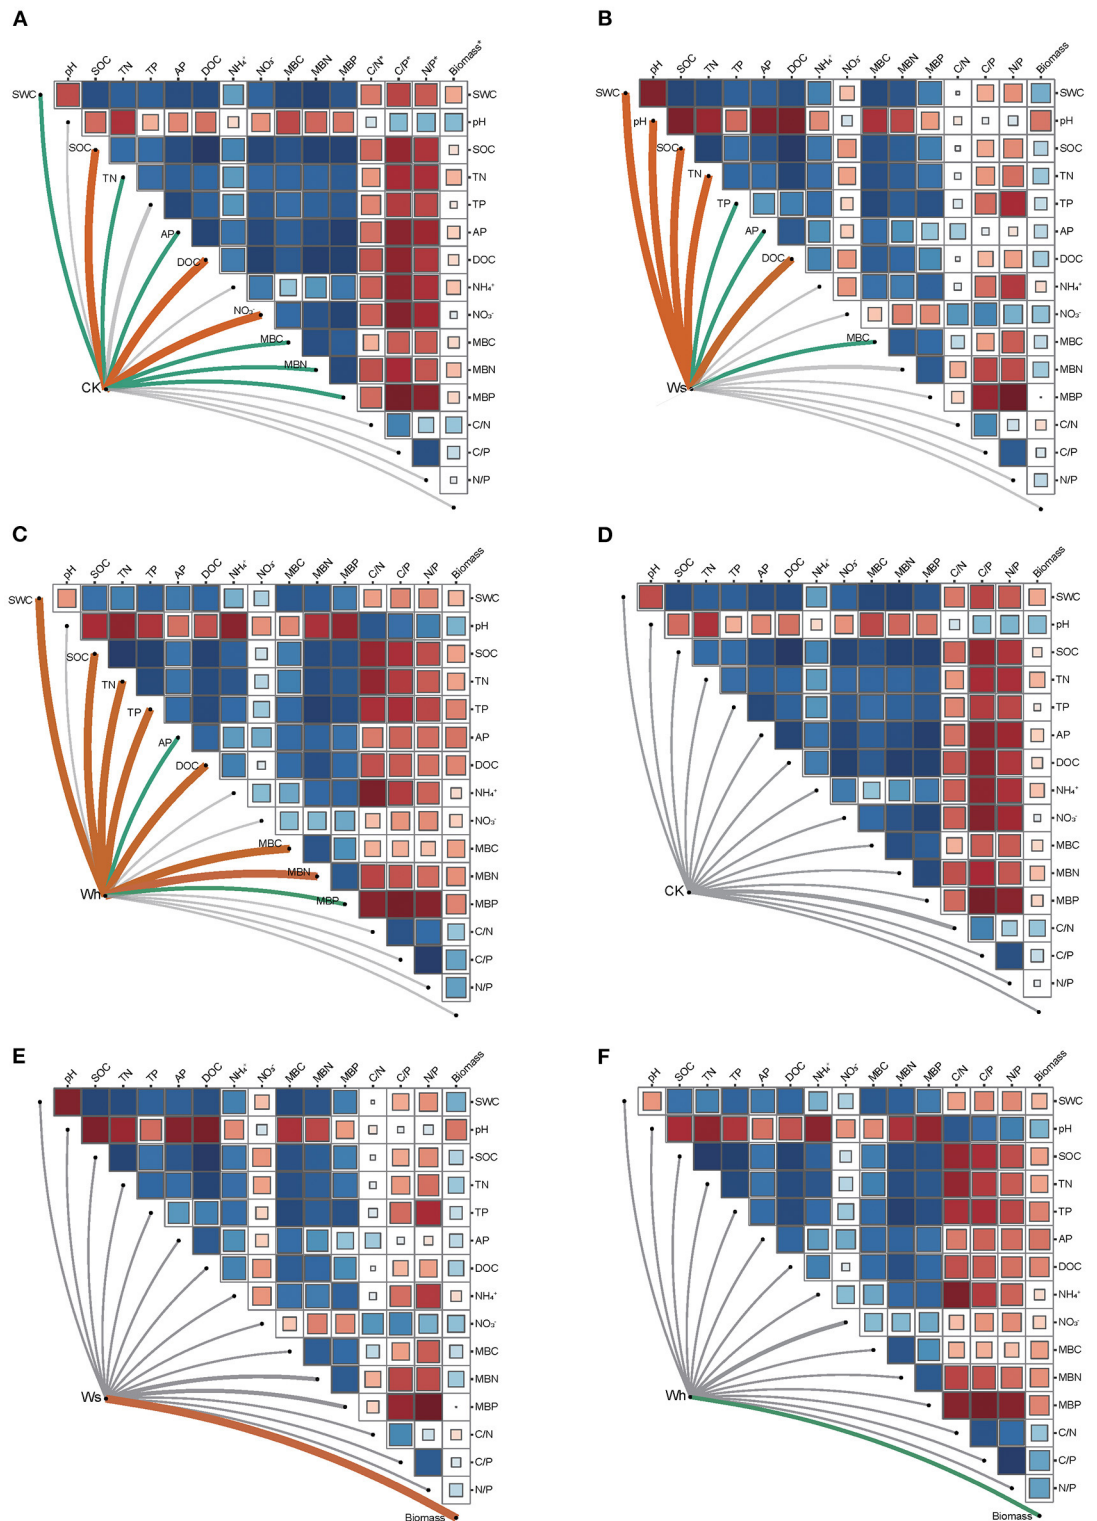 A
pH SOC TN TP AP DOC NH₄⁺ NO₃⁻ MBC MBN MBP C/N* C/P* N/P* Biomass*
SWC SWC
pH
SOC SOC
TN TN
TP
AP AP
DOC DOC
NH₄⁺
NO₃⁻ NO₃⁻
MBC MBC
MBN MBN
CK MBP
C/N
C/P
N/P
B
pH SOC TN TP AP DOC NH₄⁺ NO₃⁻ MBC MBN MBP C/N C/P N/P Biomass
SWC SWC
pH pH
SOC SOC
TN TN
TP TP
AP AP
DOC DOC
NH₄⁺
NO₃⁻
MBC MBC
MBN
Ws MBP
C/N
C/P
N/P
C
pH SOC TN TP AP DOC NH₄⁺ NO₃⁻ MBC MBN MBP C/N C/P N/P Biomass
SWC SWC
pH
SOC SOC
TN TN
TP TP
AP AP
DOC DOC
NH₄⁺
NO₃⁻
MBC MBC
MBN MBN
Wh MBP MBP
C/N
C/P
N/P
D
pH SOC TN TP AP DOC NH₄⁺ NO₃⁻ MBC MBN MBP C/N C/P N/P Biomass
SWC
pH
SOC
TN
TP
AP
DOC
NH₄⁺
NO₃⁻
MBC
MBN
CK MBP
C/N
C/P
N/P
E
pH SOC TN TP AP DOC NH₄⁺ NO₃⁻ MBC MBN MBP C/N C/P N/P Biomass
SWC
pH
SOC
TN
TP
AP
DOC
NH₄⁺
NO₃⁻
MBC
MBN
Ws MBP
C/N
C/P
N/P
Biomass
F
pH SOC TN TP AP DOC NH₄⁺ NO₃⁻ MBC MBN MBP C/N C/P N/P Biomass
SWC
pH
SOC
TN
TP
AP
DOC
NH₄⁺
NO₃⁻
MBC
MBN
Wh MBP
C/N
C/P
N/P
Biomass